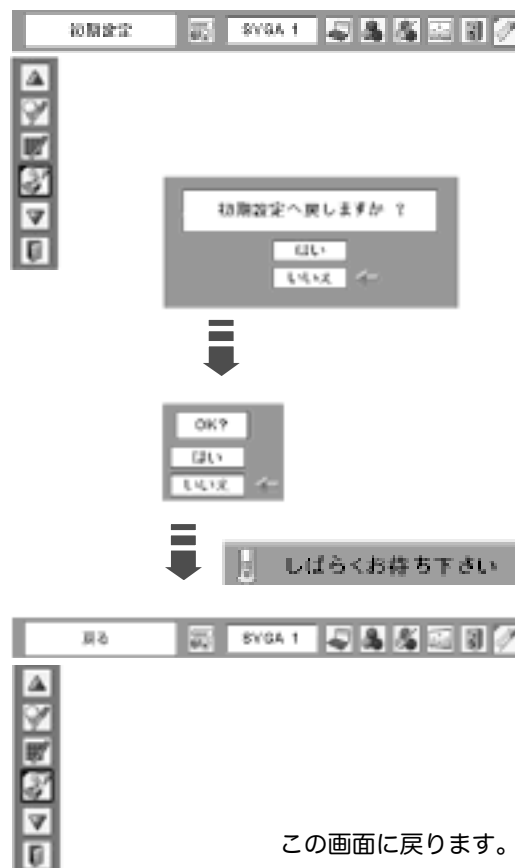 初期設定
SVGA 1
初期設定へ戻しますか ?
はい
いいえ
OK?
はい
いいえ
しばらくお待ち下さい
戻る
SVGA 1
この画面に戻ります。